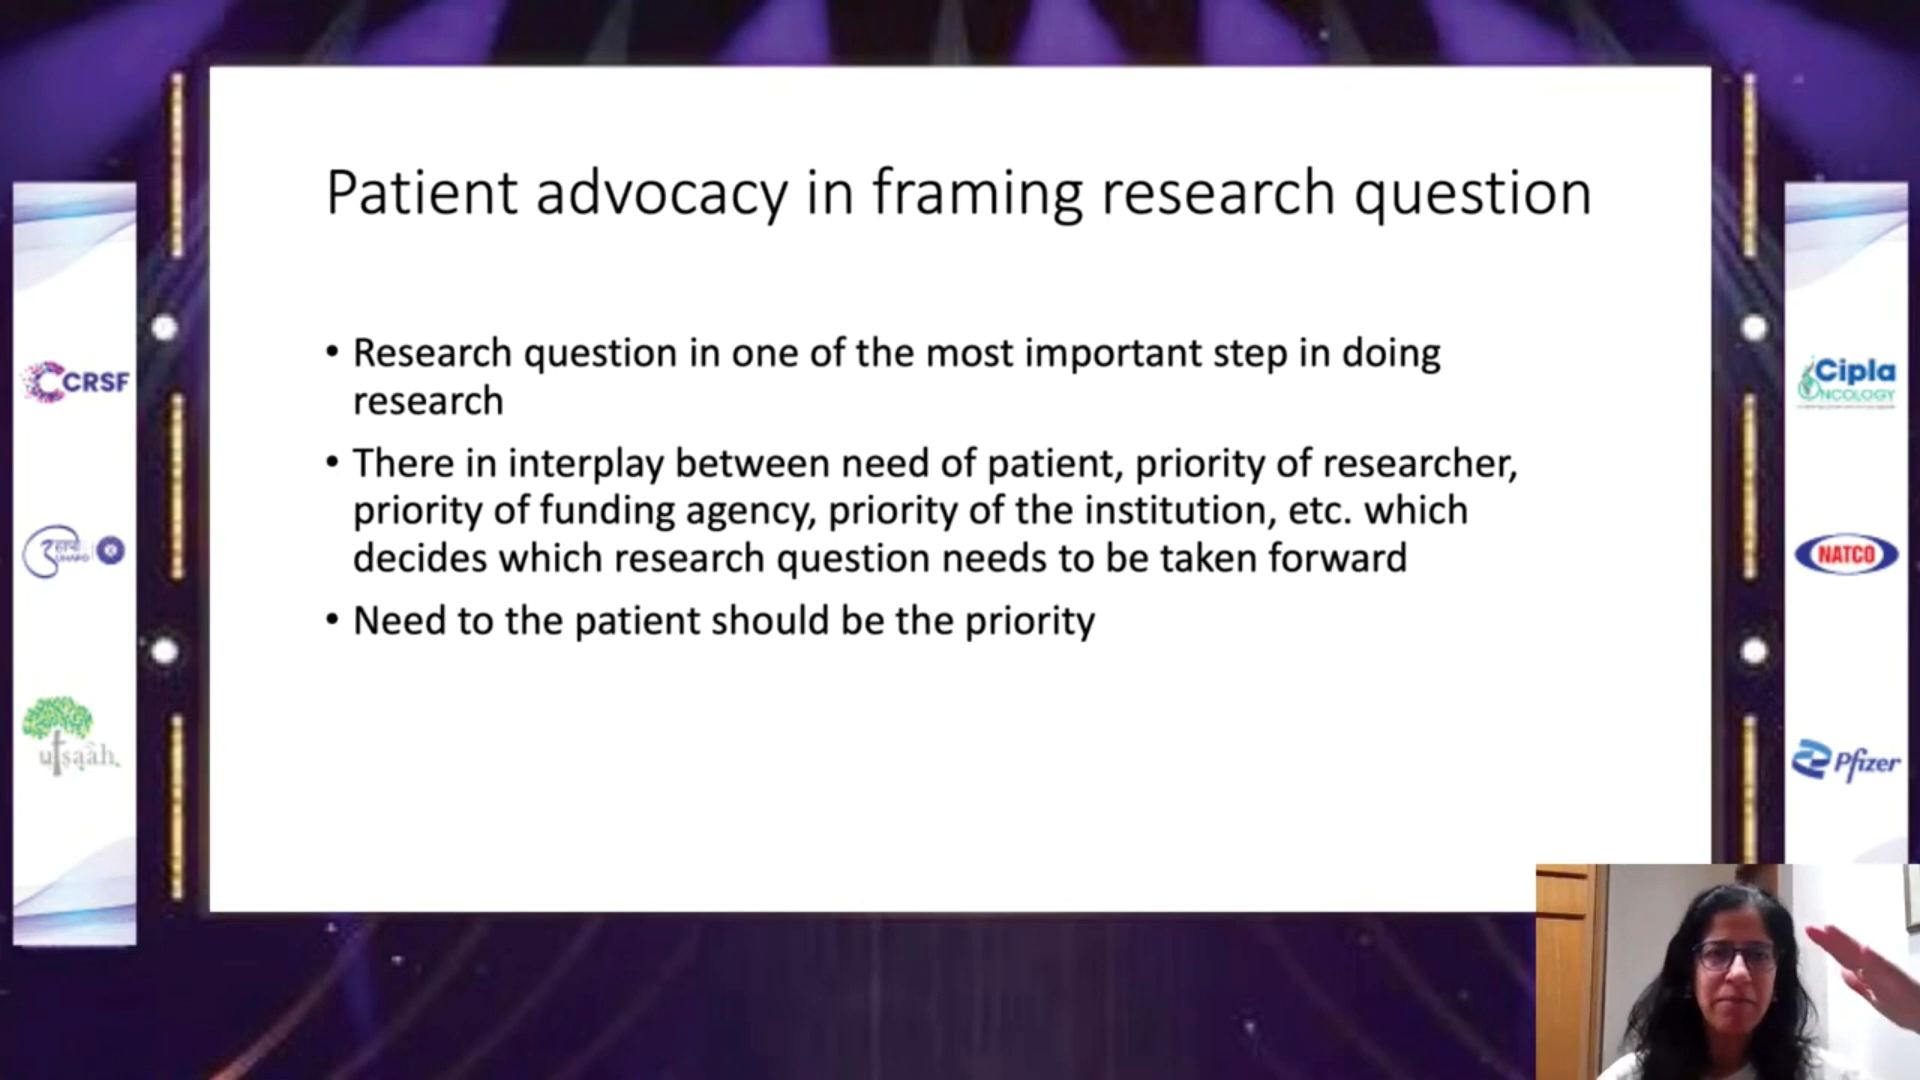 Patient advocacy in framing research question
• Research question in one of the most important step in doing
research
• There in interplay between need of patient, priority of researcher,
priority of funding agency, priority of the institution, etc. which
decides which research question needs to be taken forward
• Need to the patient should be the priority
CCRSF
utsaah
Cipla
ONCOLOGY
NATCO
Pfizer